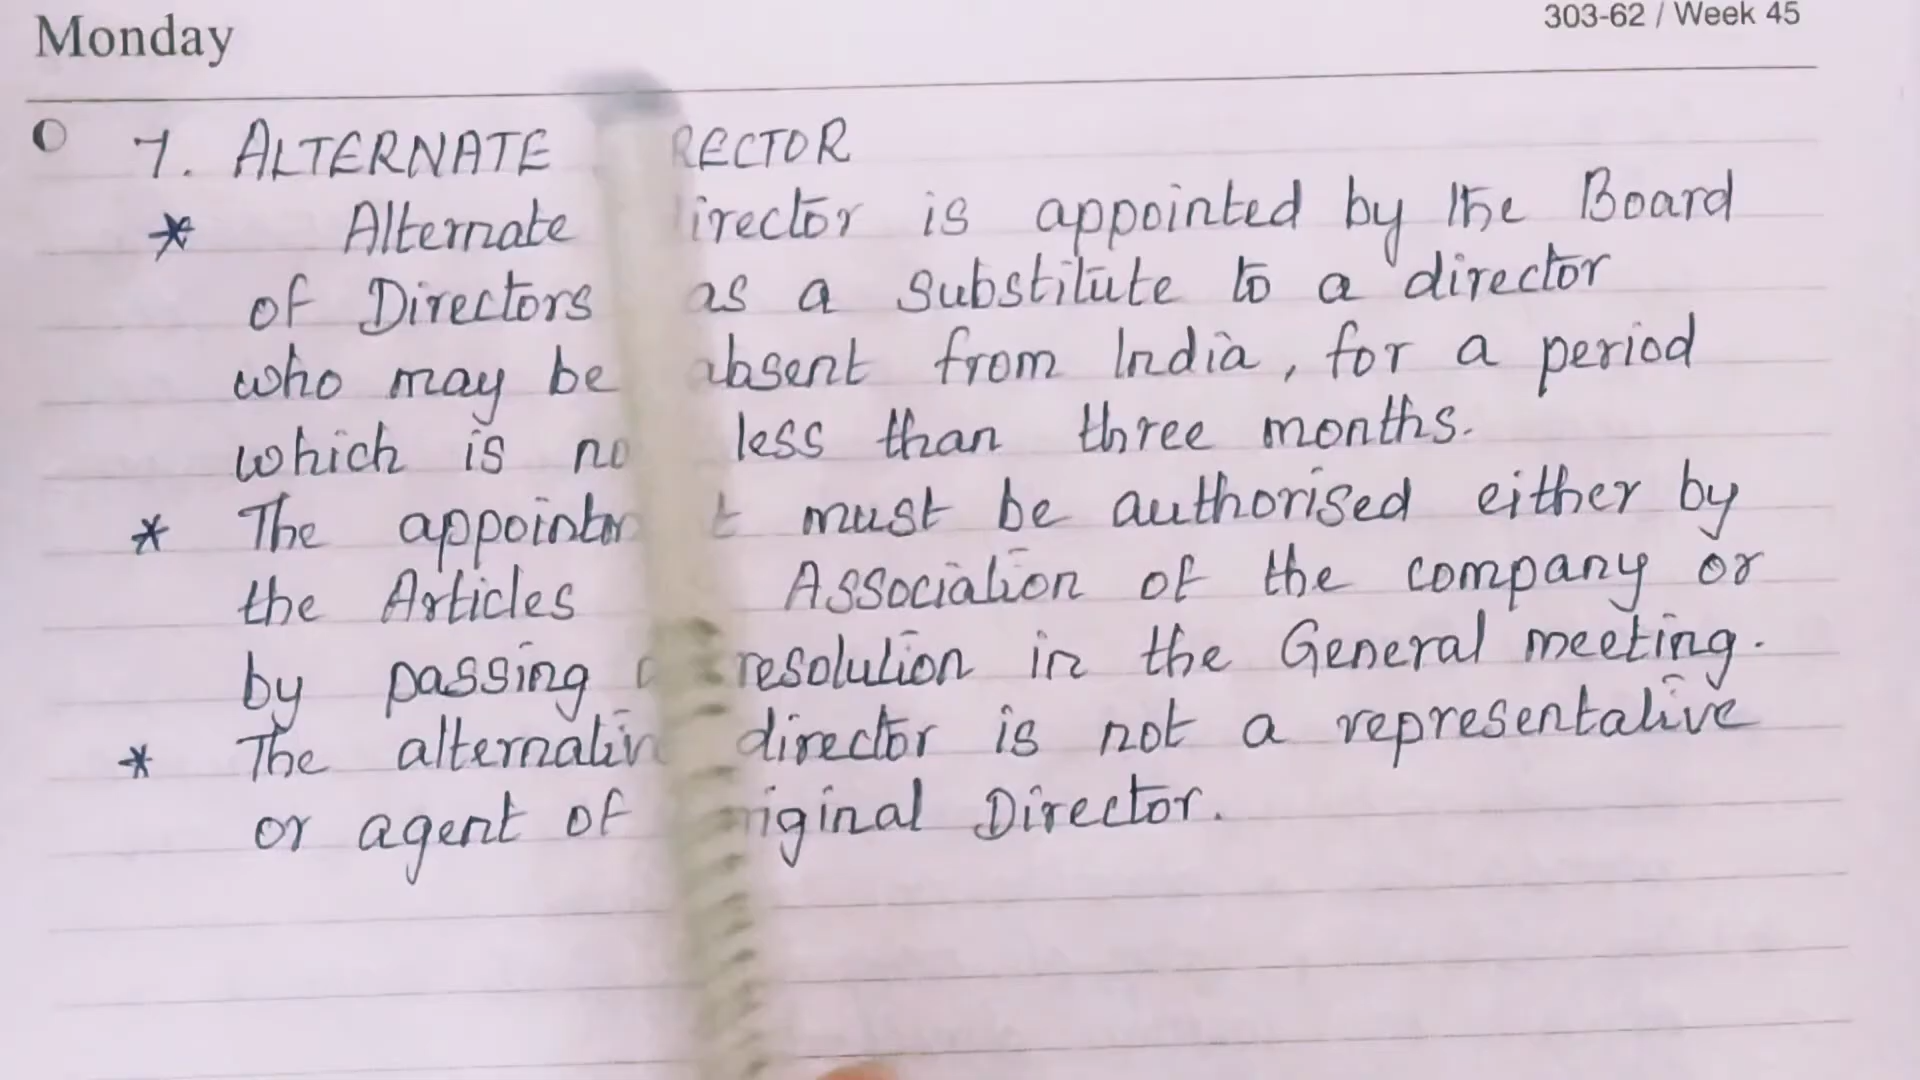 Monday
303-62 / Week 45
7. ALTERNATE RECTOR
* Alternate irector is appointed by the Board
of Directors as a substitute to a director
who may be absent from India, for a period
which is no less than three months.
* The appointm t must be authorised either by
the Articles Association of the company or
by passing a resolution in the General meeting.
* The alternativ director is not a representative
or agent of riginal Director.